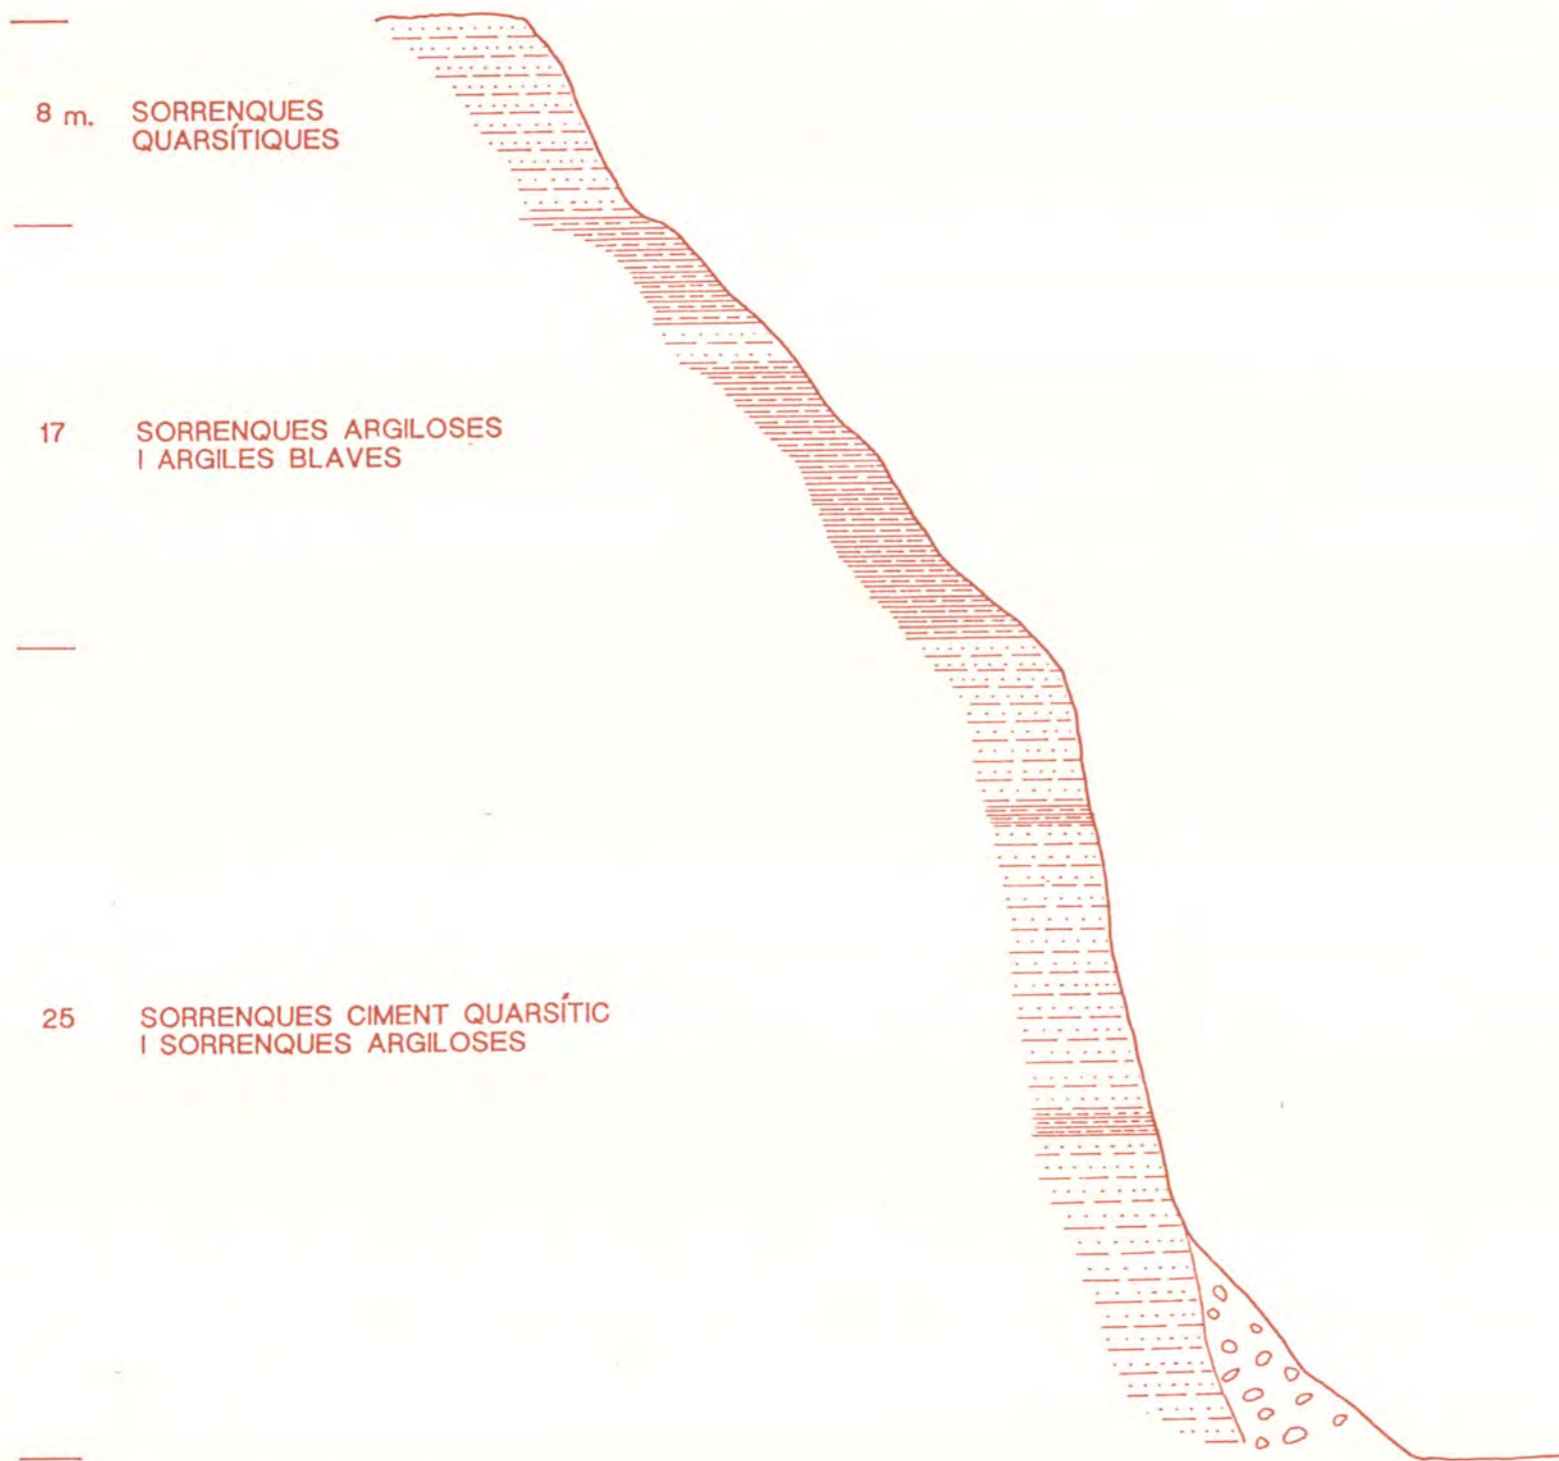 8 m. SORRENQUES
QUARSÍTIQUES
17 SORRENQUES ARGILOSES
I ARGILES BLAVES
25 SORRENQUES CIMENT QUARSÍTIC
I SORRENQUES ARGILOSES